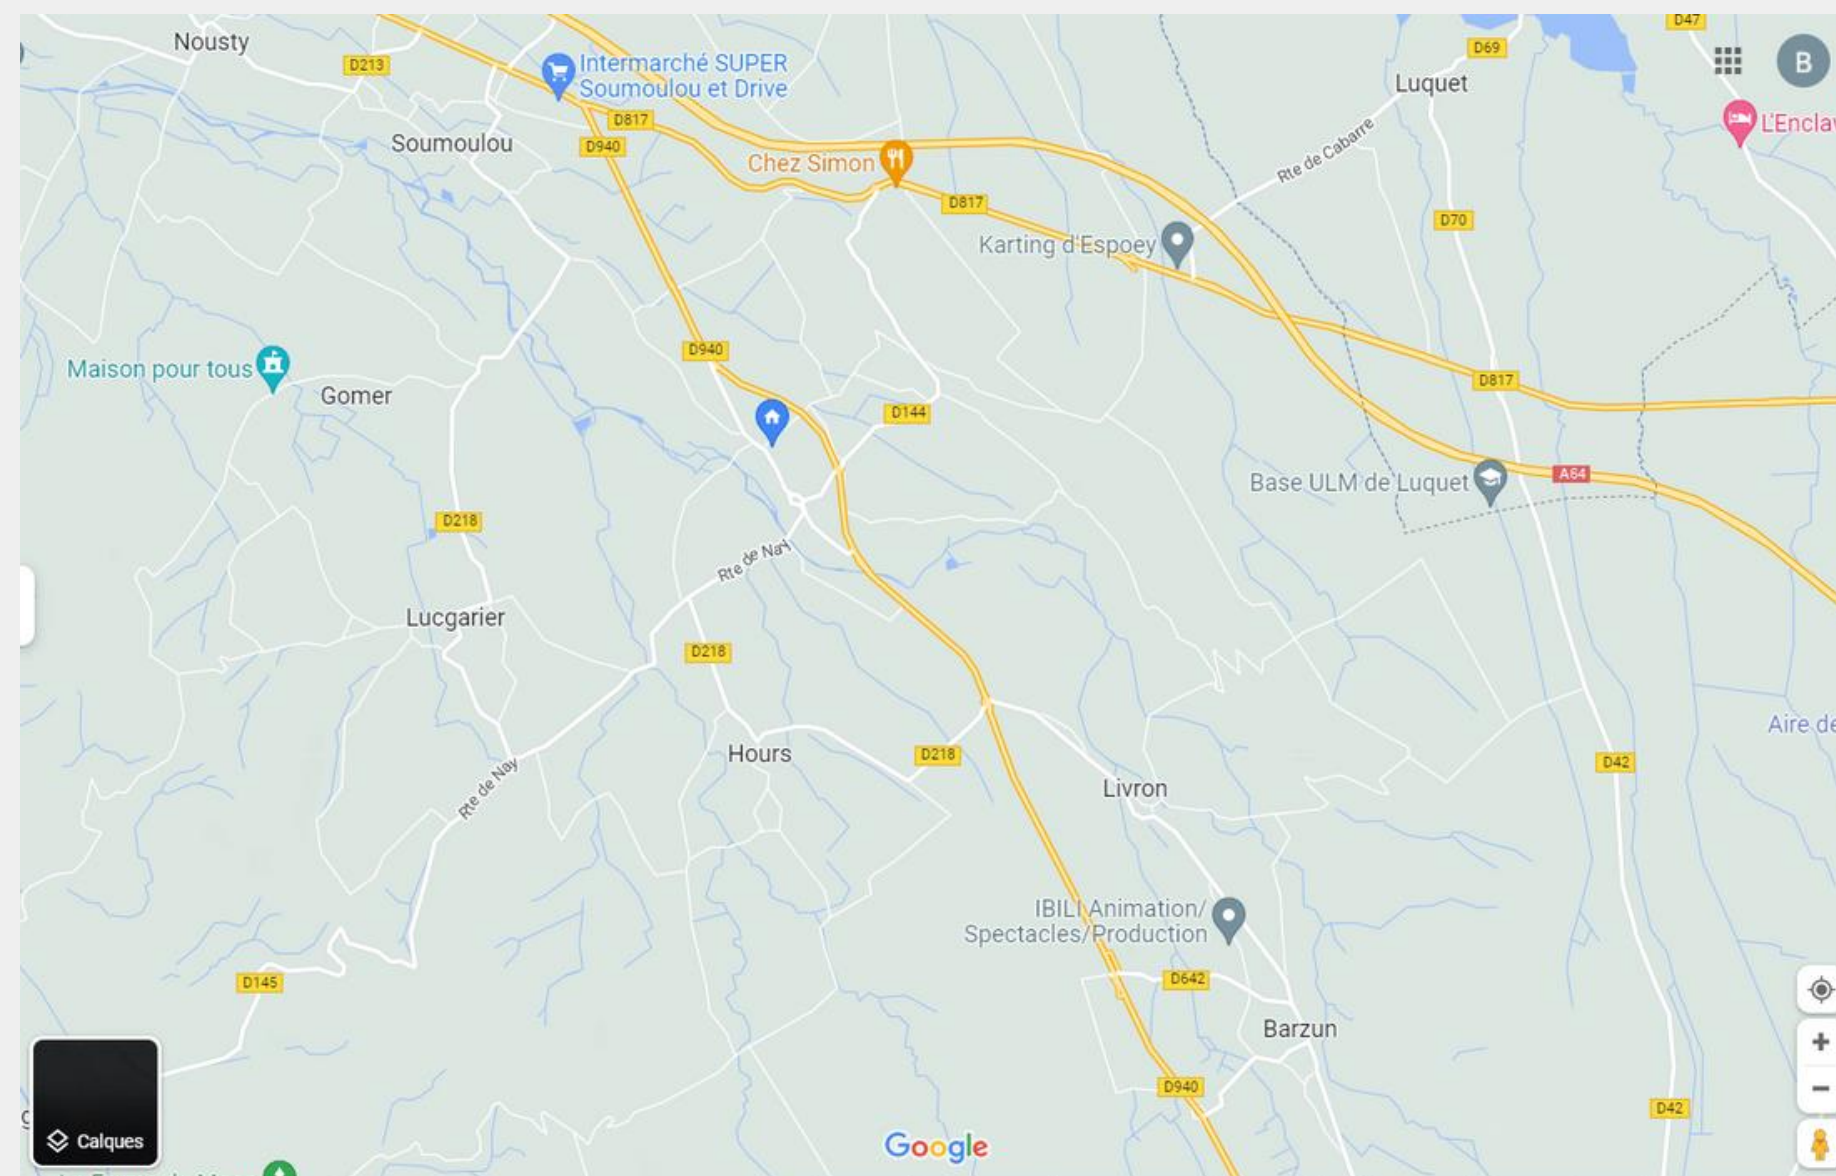 D47
Nousty
D69
D213
Intermarché SUPER
Soumoulou et Drive
B
Luquet
D817
L'Encla
Soumoulou
D940
Chez Simon
Rte de Cabarre
D817
D70
Karting d'Espoey
D940
Maison pour tous
D817
Gomer
D144
A64
Base ULM de Luquet
D218
Rte de Nay
Lucgarier
D218
Aire de
Hours
D218
D42
Rte de Nay
Livron
IBILI Animation/
Spectacles/Production
D145
D642
Barzun
D940
D42
Calques
Google